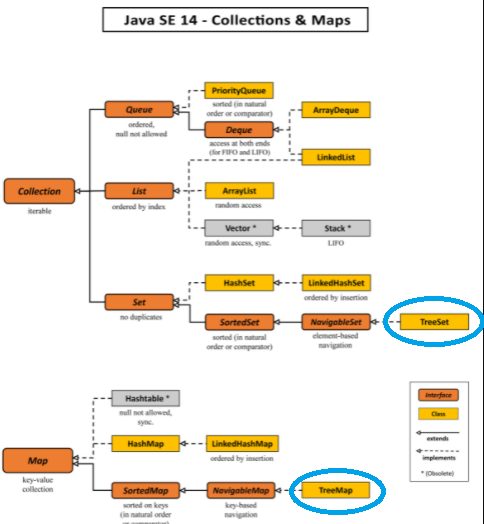 Java SE 14 - Collections & Maps
PriorityQueue
sorted (in natural
order or comparator)
Queue
ordered,
null not allowed
ArrayDeque
Deque
access at both ends
(for FIFO and LIFO)
LinkedList
Collection
iterable
List
ordered by index
ArrayList
random access
Vector *
random access, sync.
Stack *
LIFO
HashSet
LinkedHashSet
ordered by insertion
Set
no duplicates
SortedSet
sorted (in natural
order or comparator)
NavigableSet
element-based
navigation
TreeSet
Hashtable *
null not allowed,
sync.
HashMap
LinkedHashMap
ordered by insertion
Map
key-value
collection
SortedMap
sorted on keys
(in natural order
or comparator)
NavigableMap
key-based
navigation
TreeMap
Interface
Class
extends
implements
* (Obsolete)